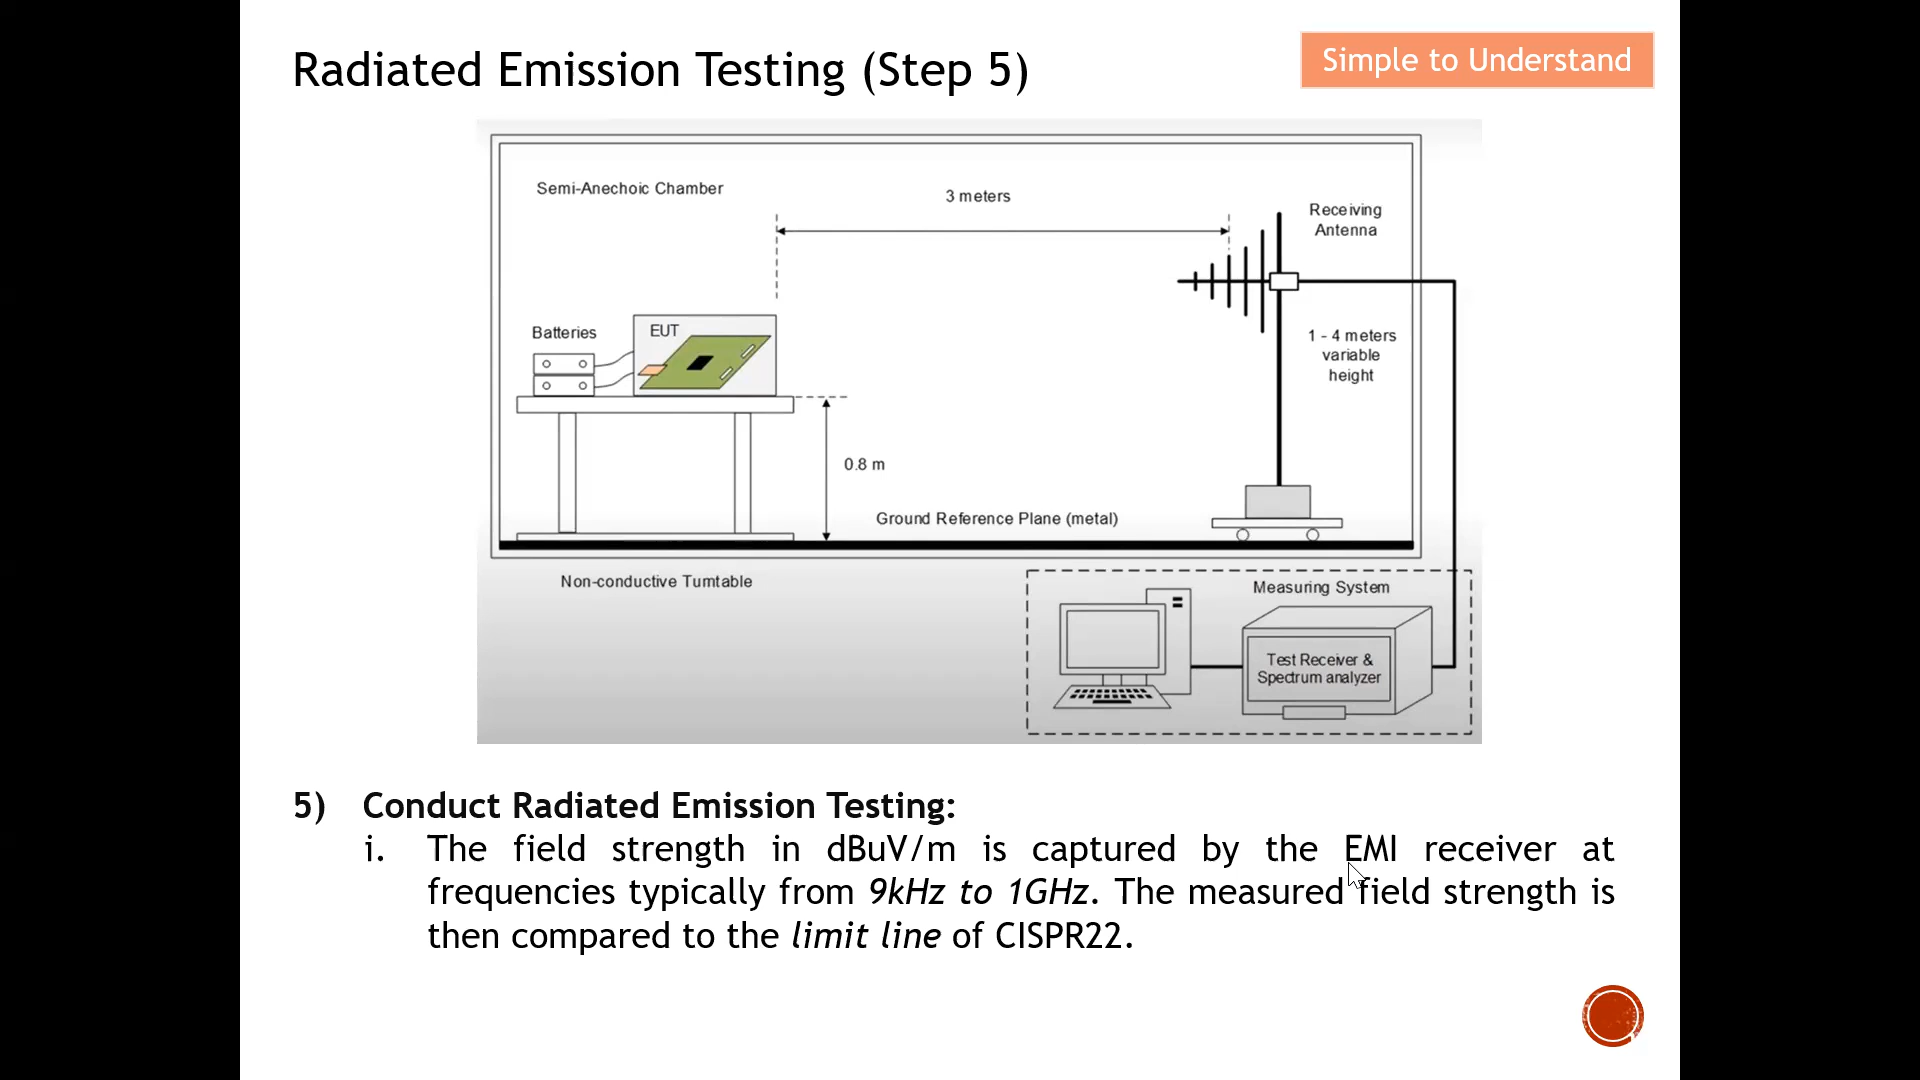 Radiated Emission Testing (Step 5)
Simple to Understand
Semi-Anechoic Chamber
3 meters
Receiving
Antenna
Batteries
EUT
1 - 4 meters
variable
height
0.8 m
Ground Reference Plane (metal)
Non-conductive Turntable
Measuring System
Test Receiver &
Spectrum analyzer
5) Conduct Radiated Emission Testing:
i. The field strength in dBuV/m is captured by the EMI receiver at
frequencies typically from 9kHz to 1GHz. The measured field strength is
then compared to the limit line of CISPR22.